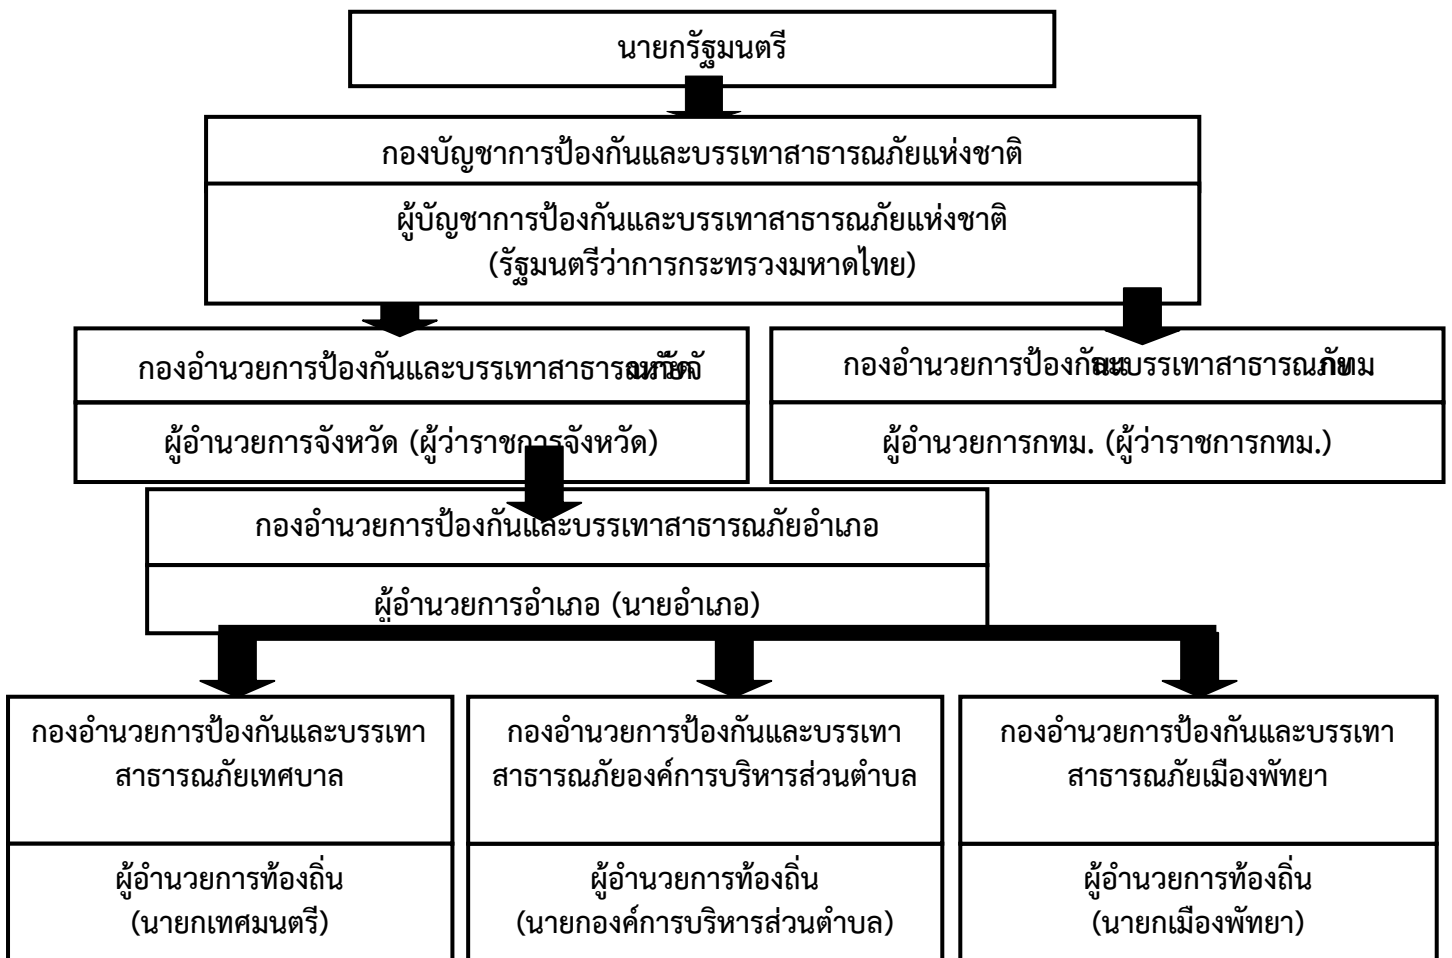 นายกรัฐมนตรี
กองบัญชาการป้องกันและบรรเทาสาธารณภัยแห่งชาติ
ผู้บัญชาการป้องกันและบรรเทาสาธารณภัยแห่งชาติ
(รัฐมนตรีว่าการกระทรวงมหาดไทย)
กองอำนวยการป้องกันและบรรเทาสาธารณภัยจังหวัด
กองอำนวยการป้องกันและบรรเทาสาธารณภัยกทม
ผู้อำนวยการจังหวัด (ผู้ว่าราชการจังหวัด)
ผู้อำนวยการกทม. (ผู้ว่าราชการกทม.)
กองอำนวยการป้องกันและบรรเทาสาธารณภัยอำเภอ
ผู้อำนวยการอำเภอ (นายอำเภอ)
กองอำนวยการป้องกันและบรรเทา
สาธารณภัยเทศบาล
ผู้อำนวยการท้องถิ่น
(นายกเทศมนตรี)
กองอำนวยการป้องกันและบรรเทา
สาธารณภัยองค์การบริหารส่วนตำบล
ผู้อำนวยการท้องถิ่น
(นายกองค์การบริหารส่วนตำบล)
กองอำนวยการป้องกันและบรรเทา
สาธารณภัยเมืองพัทยา
ผู้อำนวยการท้องถิ่น
(นายกเมืองพัทยา)